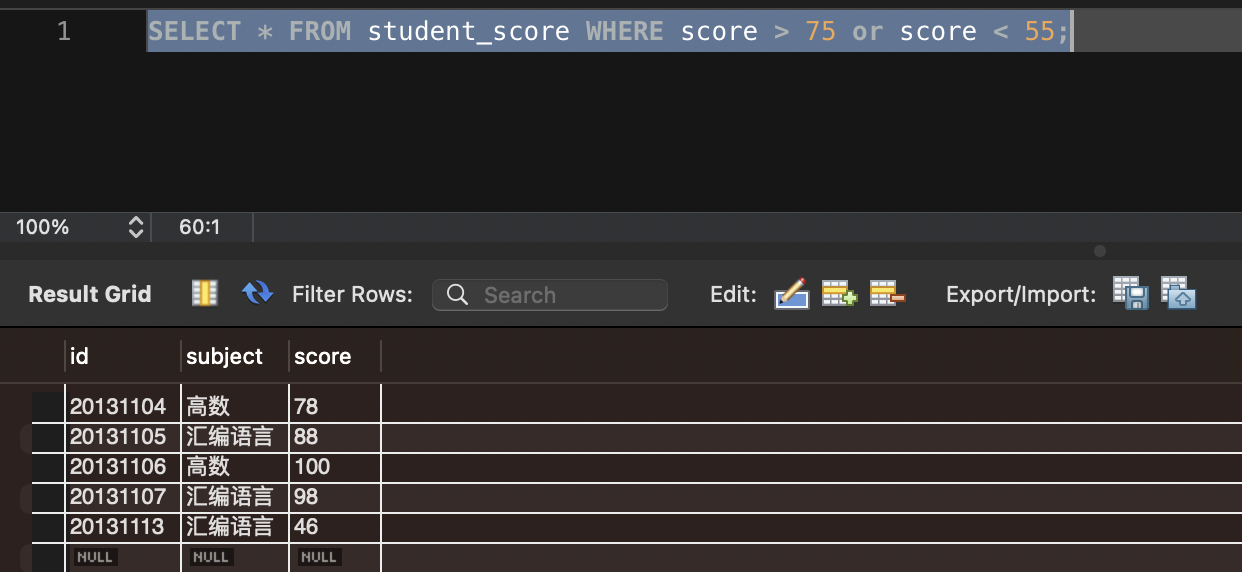 1 SELECT * FROM student_score WHERE score > 75 or score < 55;
100% 60:1
Result Grid Filter Rows: Search Edit: Export/Import:
id subject score
20131104 高数 78
20131105 汇编语言 88
20131106 高数 100
20131107 汇编语言 98
20131113 汇编语言 46
NULL NULL NULL